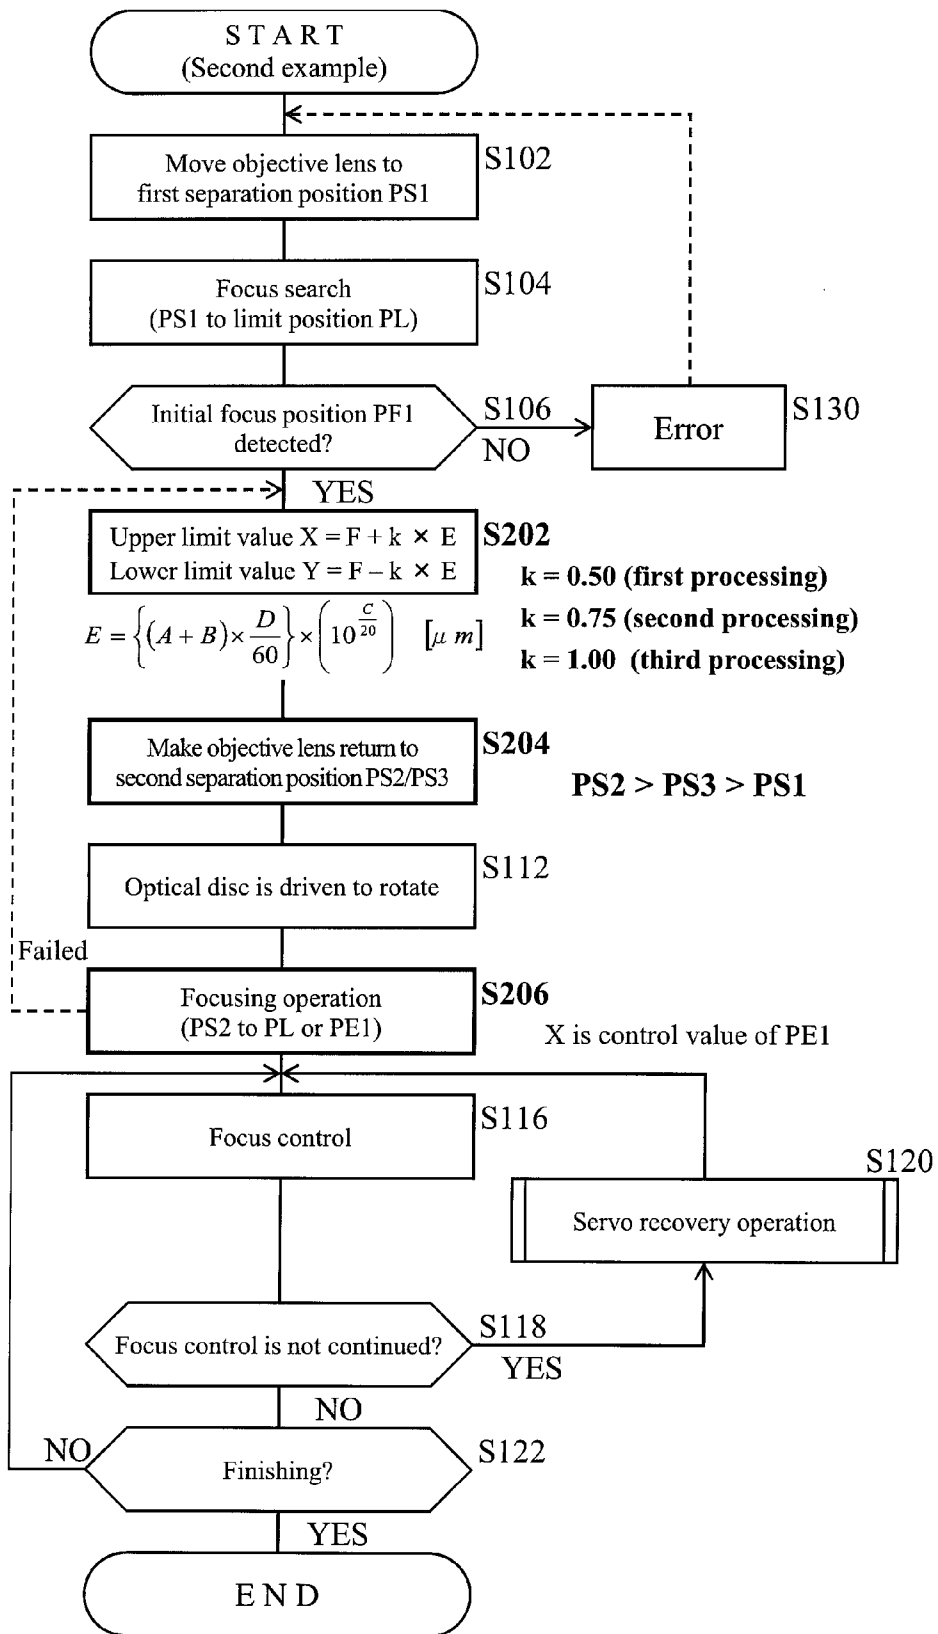 S T A R T
(Second example)
Move objective lens to
first separation position PS1
S102
Focus search
(PS1 to limit position PL)
S104
Initial focus position PF1
detected?
S106
NO
Error
S130
YES
Upper limit value X = F + k × E
Lower limit value Y = F – k × E
S202
k = 0.50 (first processing)
k = 0.75 (second processing)
k = 1.00 (third processing)
E = {(A + B) × D/60} × (10^{C/20}) [μ m]
Make objective lens return to
second separation position PS2/PS3
S204
PS2 > PS3 > PS1
Optical disc is driven to rotate
S112
Failed
Focusing operation
(PS2 to PL or PE1)
S206
X is control value of PE1
Focus control
S116
S120
Servo recovery operation
Focus control is not continued?
S118
YES
NO
NO
Finishing?
S122
YES
E N D